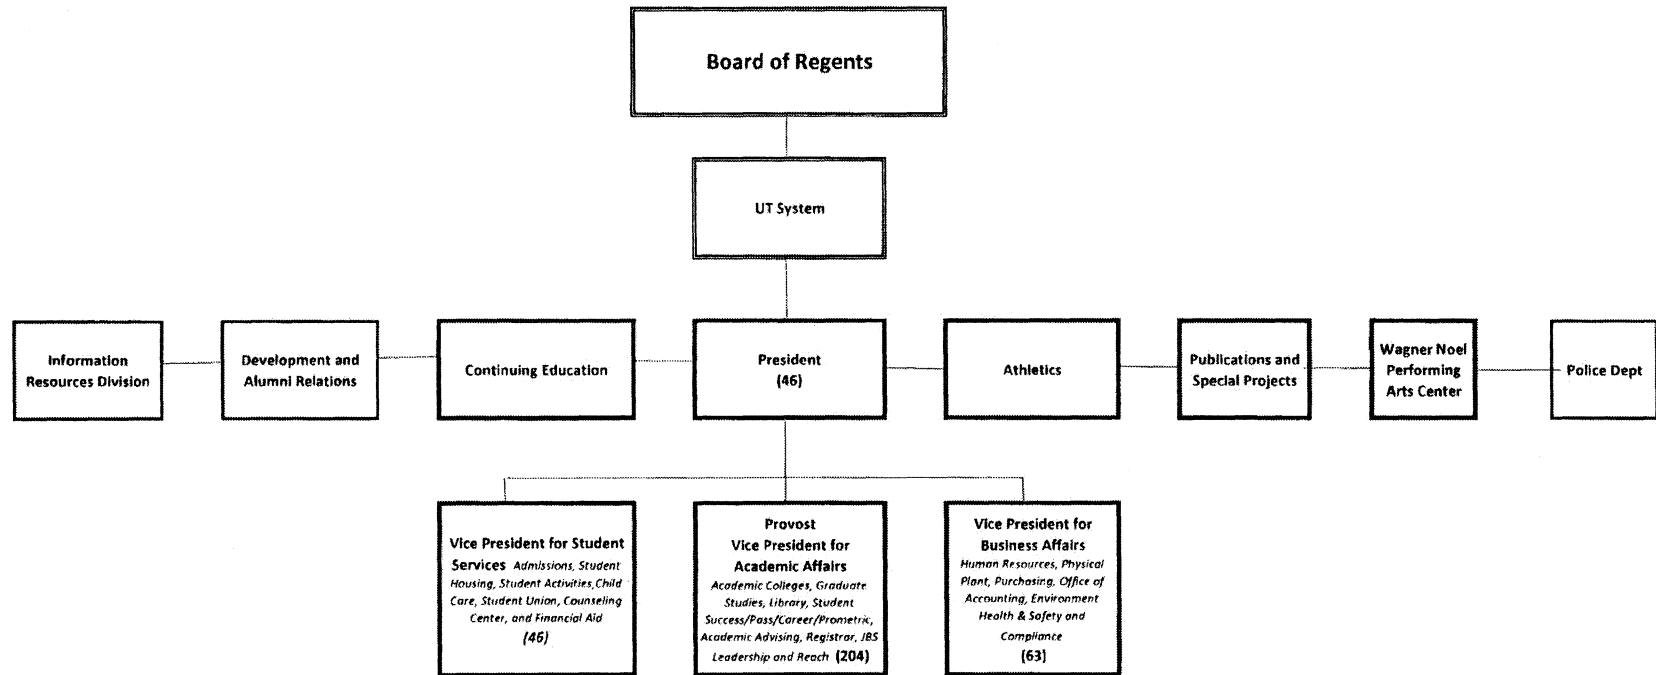 Board of Regents
UT System
Information
Resources Division
Development and
Alumni Relations
Continuing Education
President
(46)
Athletics
Publications and
Special Projects
Wagner Noel
Performing
Arts Center
Police Dept
Vice President for Student
Services Admissions, Student
Housing, Student Activities,Child
Care, Student Union, Counseling
Center, and Financial Aid
(46)
Provost
Vice President for
Academic Affairs
Academic Colleges, Graduate
Studies, Library, Student
Success/Pass/Career/Prometric,
Academic Advising, Registrar, JBS
Leadership and Reach (204)
Vice President for
Business Affairs
Human Resources, Physical
Plant, Purchasing, Office of
Accounting, Environment
Health & Safety and
Compliance
(63)